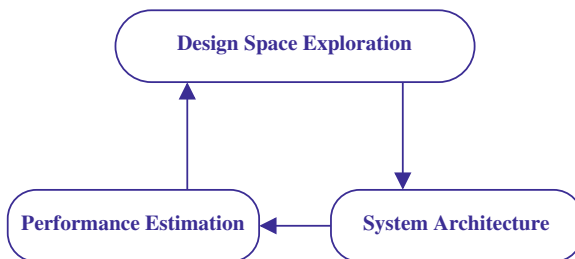 Design Space Exploration
Performance Estimation
System Architecture